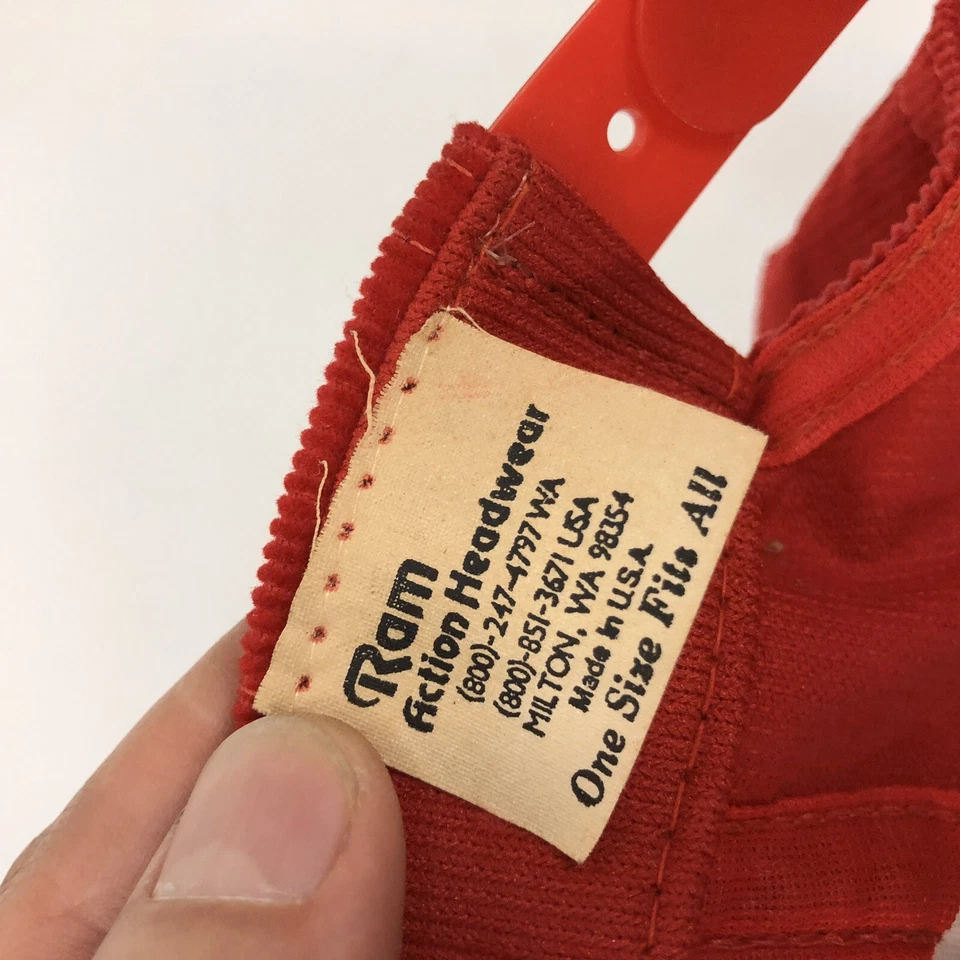 Ram
Action Headwear
(800)-247-4797 WA
(800)-851-3671 USA
MILTON, WA 98354
Made In U.S.A.
One Size Fits All